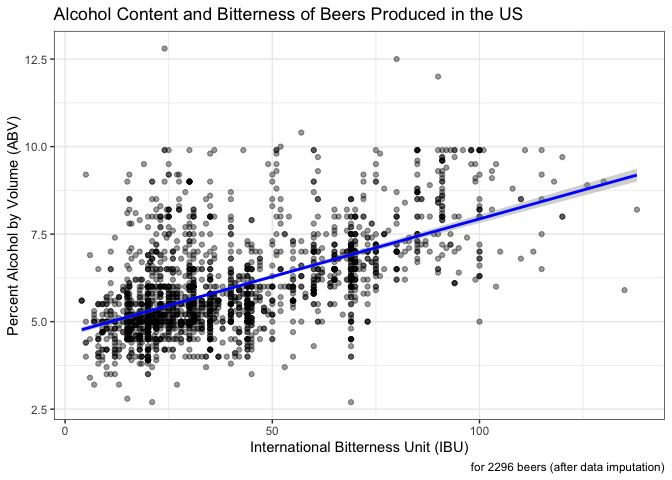 Alcohol Content and Bitterness of Beers Produced in the US
Percent Alcohol by Volume (ABV)
12.5
10.0
7.5
5.0
2.5
0 50 100
International Bitterness Unit (IBU)
for 2296 beers (after data imputation)